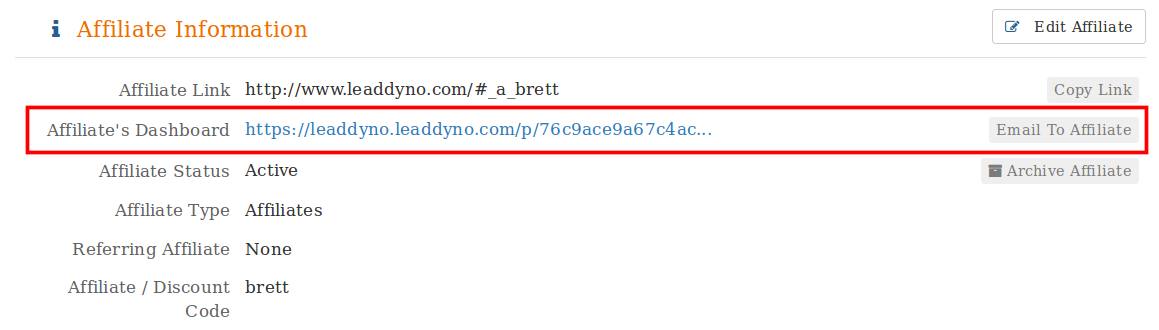 Affiliate Information
Edit Affiliate
Affiliate Link http://www.leaddyno.com/#_a_brett Copy Link
Affiliate's Dashboard https://leaddyno.leaddyno.com/p/76c9ace9a67c4ac... Email To Affiliate
Affiliate Status Active Archive Affiliate
Affiliate Type Affiliates
Referring Affiliate None
Affiliate / Discount brett
Code